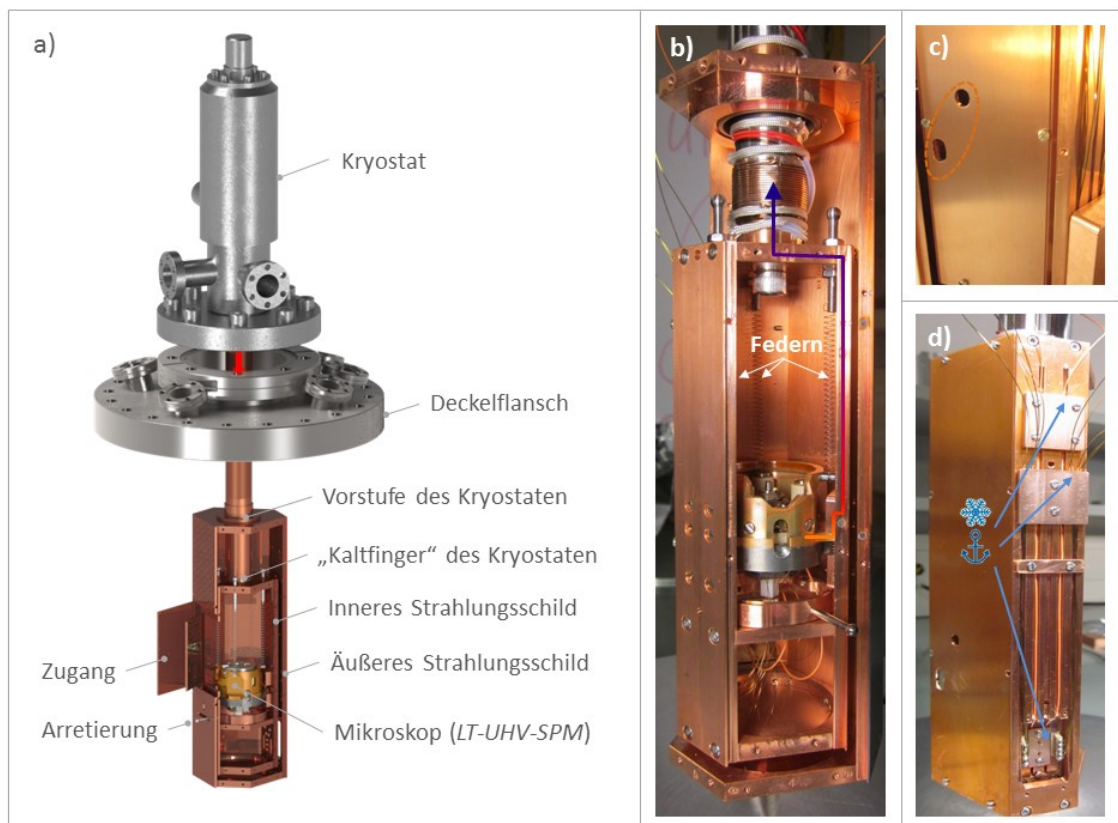 a)
Kryostat
Deckelflansch
Vorstufe des Kryostaten
„Kaltfinger“ des Kryostaten
Inneres Strahlungsschild
Zugang
Äußeres Strahlungsschild
Arretierung
Mikroskop (LT-UHV-SPM)
b)
Federn
c)
d)